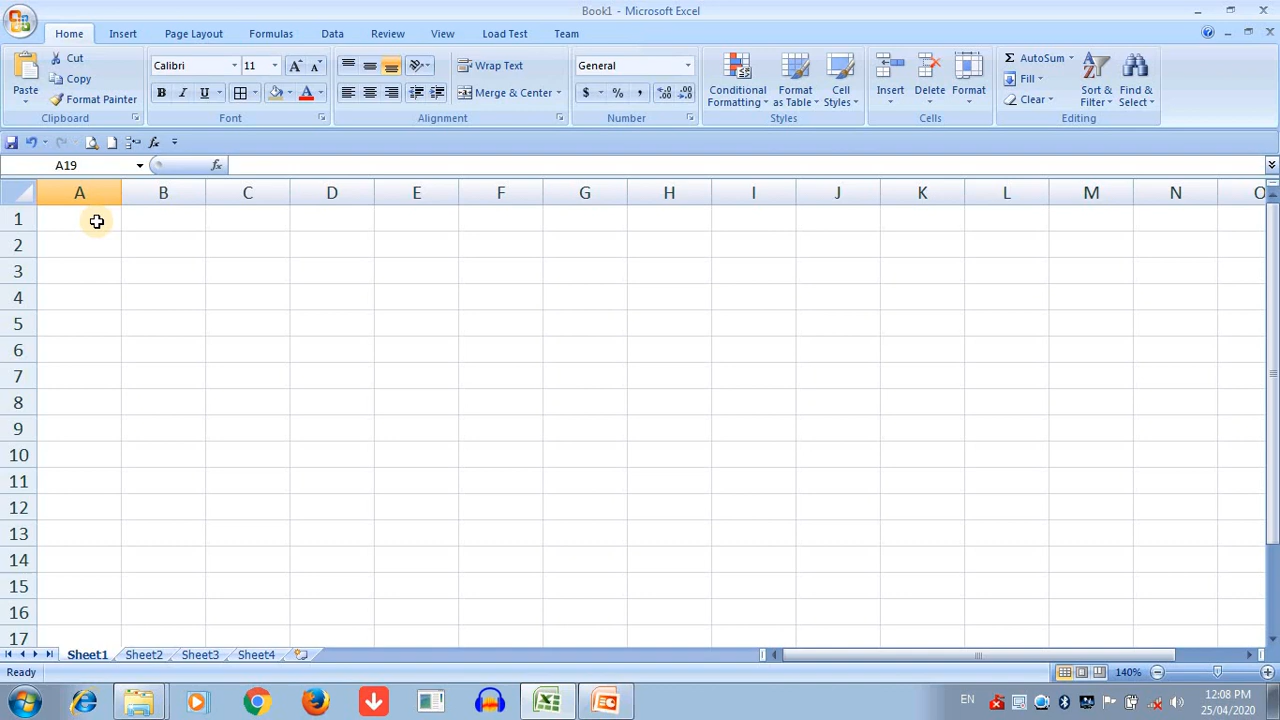 Book1 - Microsoft Excel
Home Insert Page Layout Formulas Data Review View Load Test Team
Paste
Cut
Copy
Format Painter
Clipboard
Calibri 11
B I U A
Font
Wrap Text
Merge & Center
Alignment
General
$ % ,
Number
Conditional Formatting
Format as Table
Cell Styles
Styles
Insert
Delete
Format
Cells
Σ AutoSum
Fill
Clear
Sort & Filter
Find & Select
Editing
A19 fx
A B C D E F G H I J K L M N O
1
2
3
4
5
6
7
8
9
10
11
12
13
14
15
16
17
Sheet1 Sheet2 Sheet3 Sheet4
Ready 140%
EN 12:08 PM
25/04/2020